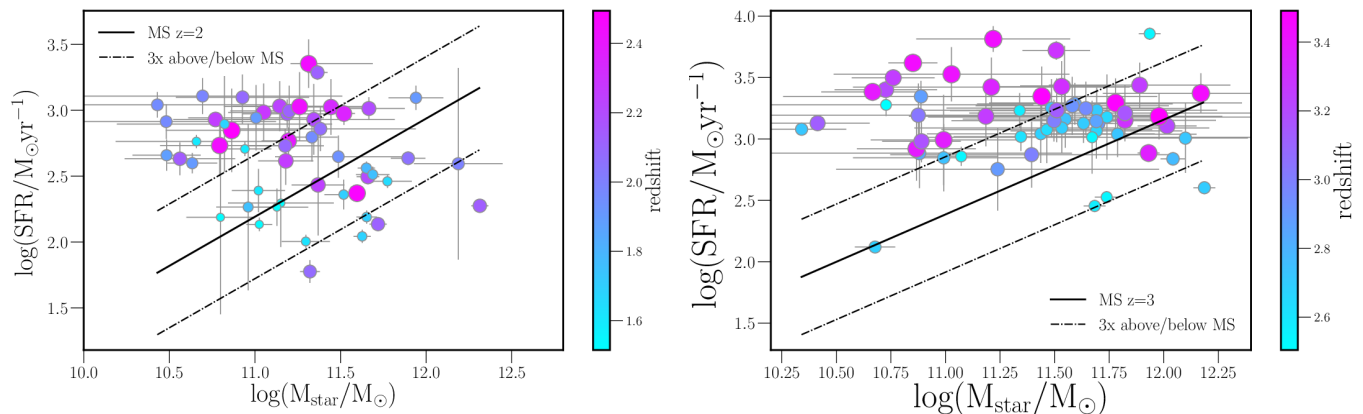 MS z=2
3x above/below MS
3.5
3.0
2.5
2.0
1.5
log(SFR/M⊙yr⁻¹)
10.0 10.5 11.0 11.5 12.0 12.5
log(M_star/M⊙)
2.4
2.2
2.0
1.8
1.6
redshift
4.0
3.5
3.0
2.5
2.0
1.5
log(SFR/M⊙yr⁻¹)
MS z=3
3x above/below MS
10.25 10.50 10.75 11.00 11.25 11.50 11.75 12.00 12.25
log(M_star/M⊙)
3.4
3.2
3.0
2.8
2.6
redshift